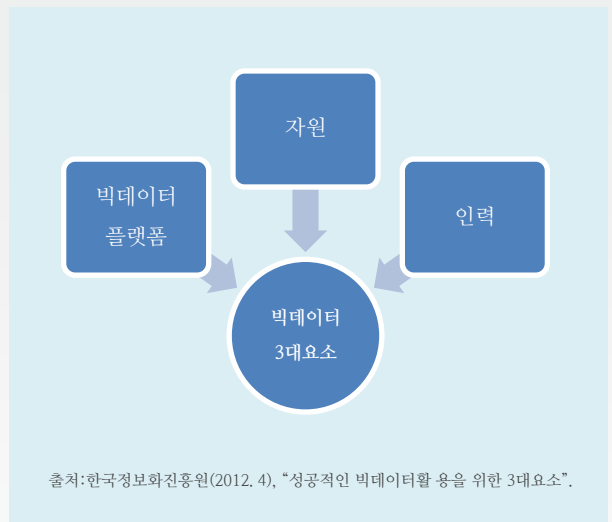 자원
빅데이터
플랫폼
인력
빅데이터
3대요소
출처:한국정보화진흥원(2012. 4), “성공적인 빅데이터활 용을 위한 3대요소”.